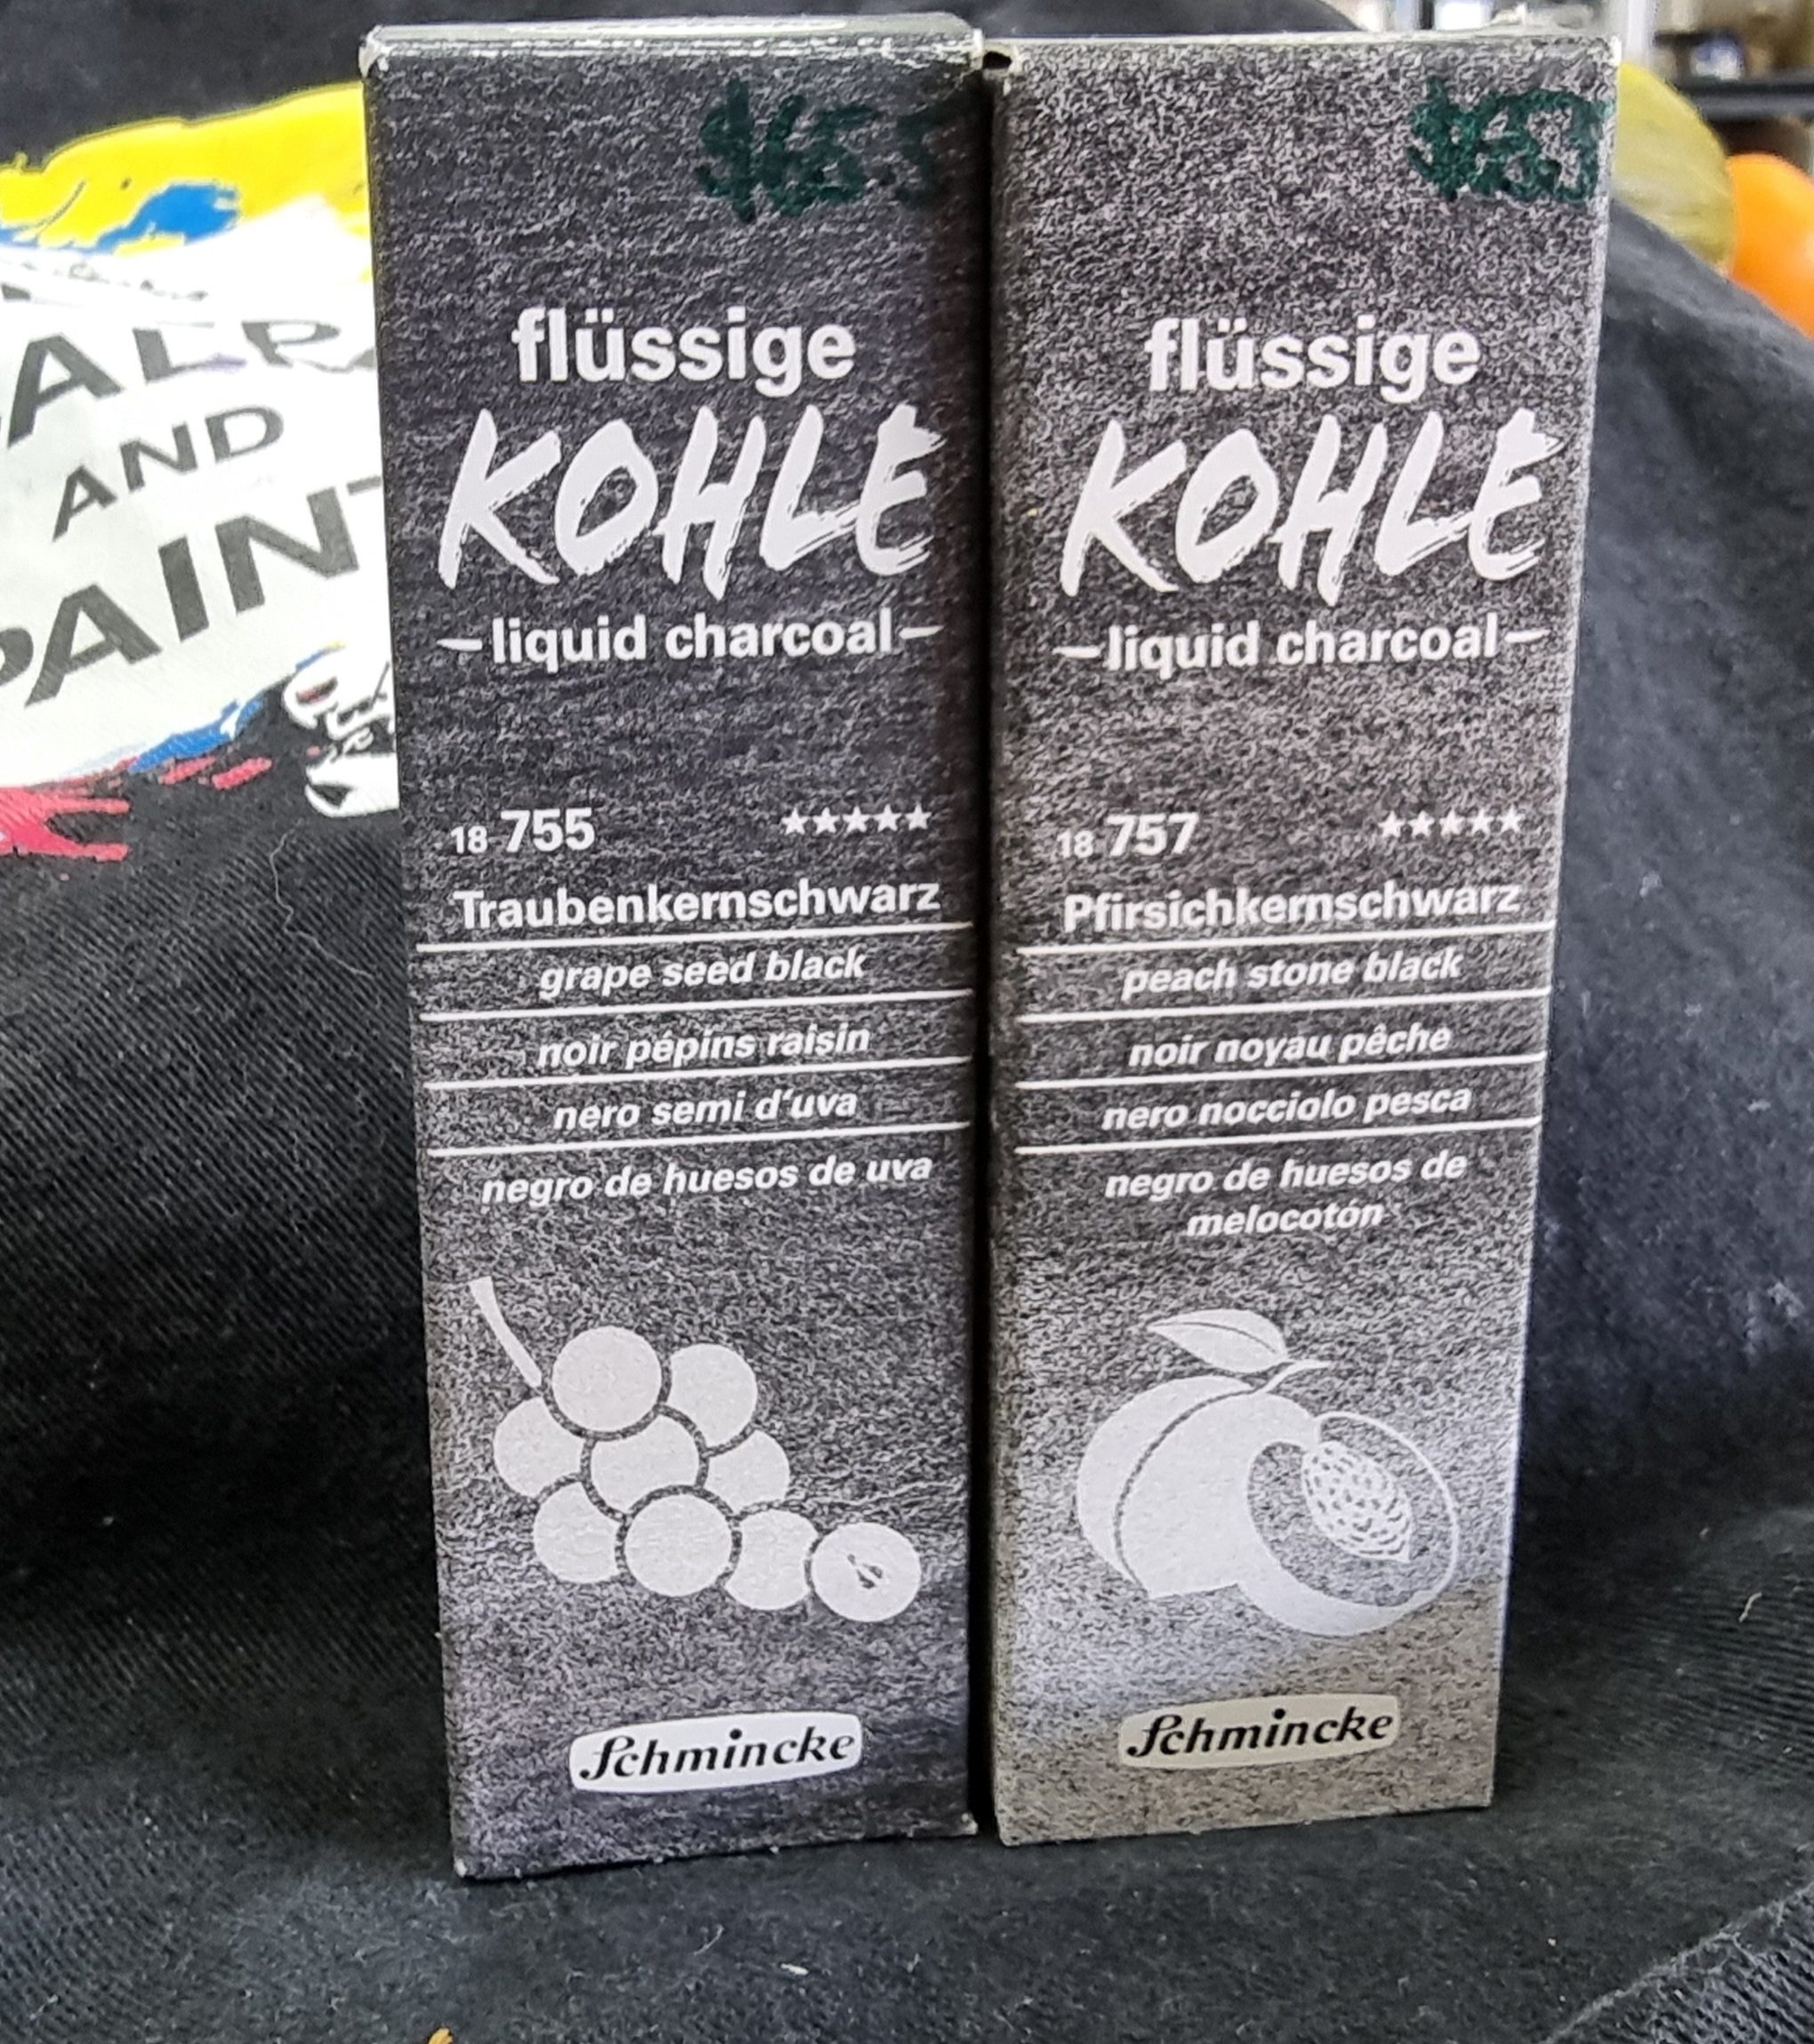 AND
PAINT
flüssige
KOHLE
liquid charcoal
18 755 ★★★★★
Traubenkernschwarz
grape seed black
noir pépins raisin
nero semi d'uva
negro de huesos de uva
Schmincke
flüssige
KOHLE
liquid charcoal
18 757 ★★★★★
Pfirsichkernschwarz
peach stone black
noir noyau pêche
nero nocciolo pesca
negro de huesos de
melocotón
Schmincke